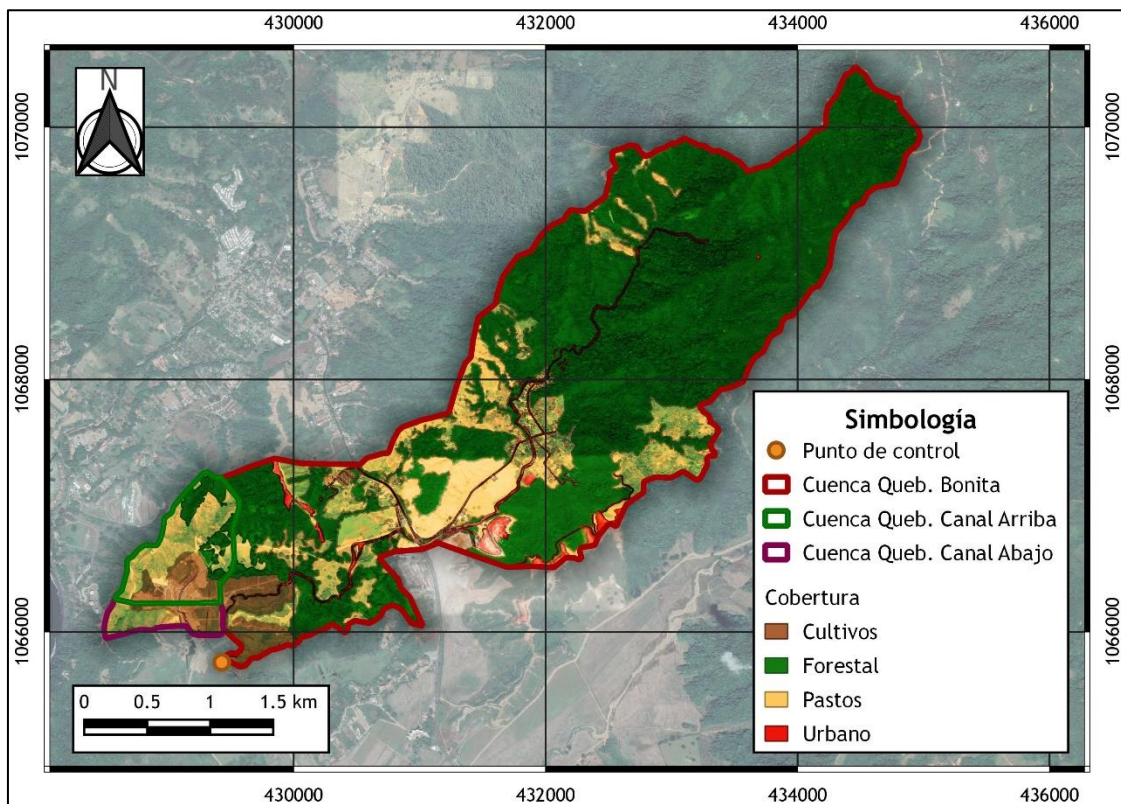 430000 432000 434000 436000
N
1070000 1070000
1068000 1068000
1066000 1066000
Simbología
Punto de control
Cuenca Queb. Bonita
Cuenca Queb. Canal Arriba
Cuenca Queb. Canal Abajo
Cobertura
Cultivos
Forestal
Pastos
Urbano
0 0.5 1 1.5 km
430000 432000 434000 436000